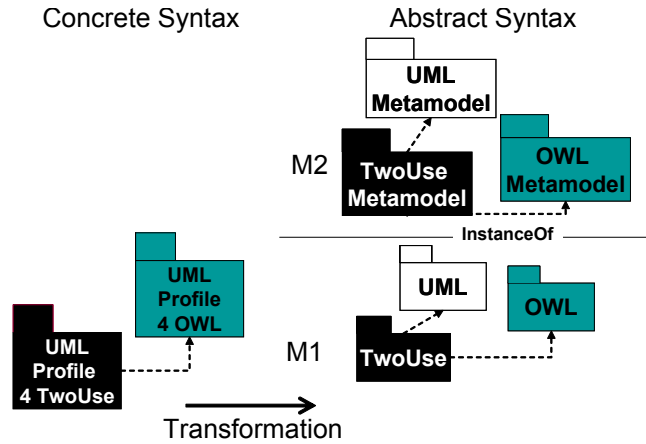 Concrete Syntax
Abstract Syntax
UML
Metamodel
M2
TwoUse
Metamodel
OWL
Metamodel
InstanceOf
UML
Profile
4 OWL
UML
OWL
UML
Profile
4 TwoUse
M1
TwoUse
Transformation